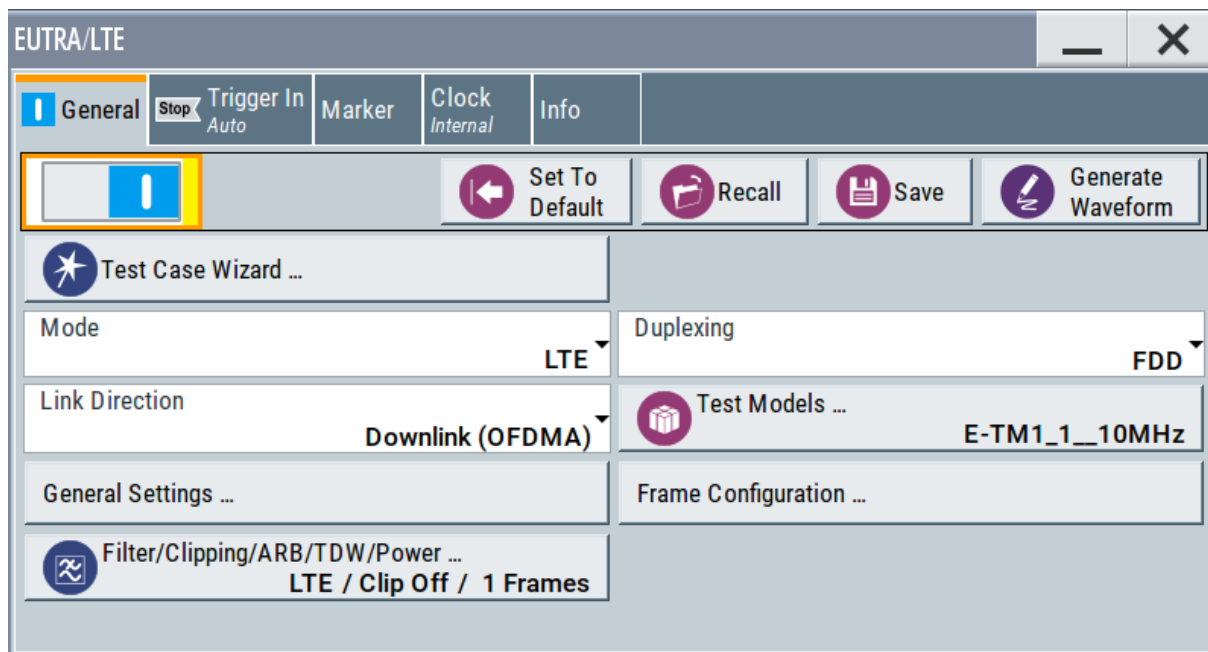 EUTRA/LTE
General
Stop
Trigger In
Auto
Marker
Clock
Internal
Info
Set To
Default
Recall
Save
Generate
Waveform
Test Case Wizard ...
Mode
LTE
Duplexing
FDD
Link Direction
Downlink (OFDMA)
Test Models ...
E-TM1_1__10MHz
General Settings ...
Frame Configuration ...
Filter/Clipping/ARB/TDW/Power ...
LTE / Clip Off / 1 Frames